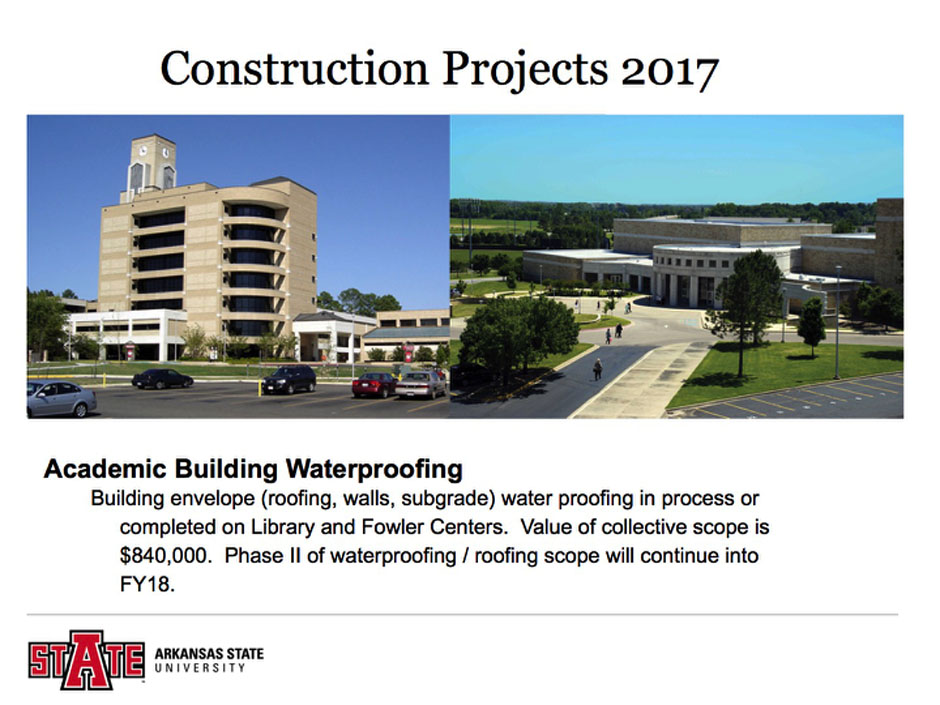 Construction Projects 2017
Academic Building Waterproofing
Building envelope (roofing, walls, subgrade) water proofing in process or
completed on Library and Fowler Centers.  Value of collective scope is
$840,000.  Phase II of waterproofing / roofing scope will continue into
FY18.
STATE
ARKANSAS STATE
UNIVERSITY